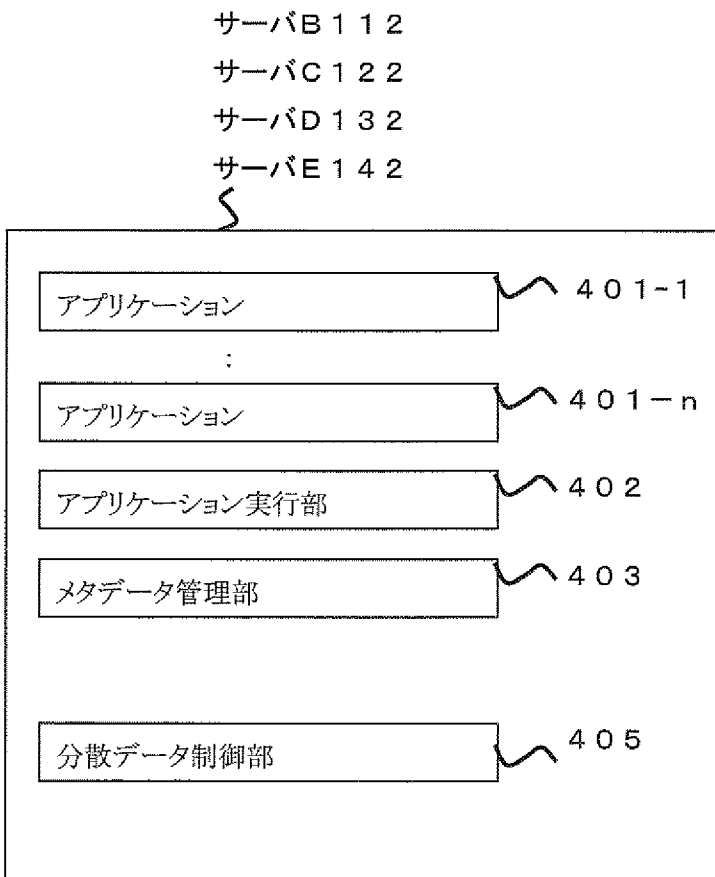 サーバB112
サーバC122
サーバD132
サーバE142
アプリケーション 401-1
:
アプリケーション 401-n
アプリケーション実行部 402
メタデータ管理部 403
分散データ制御部 405